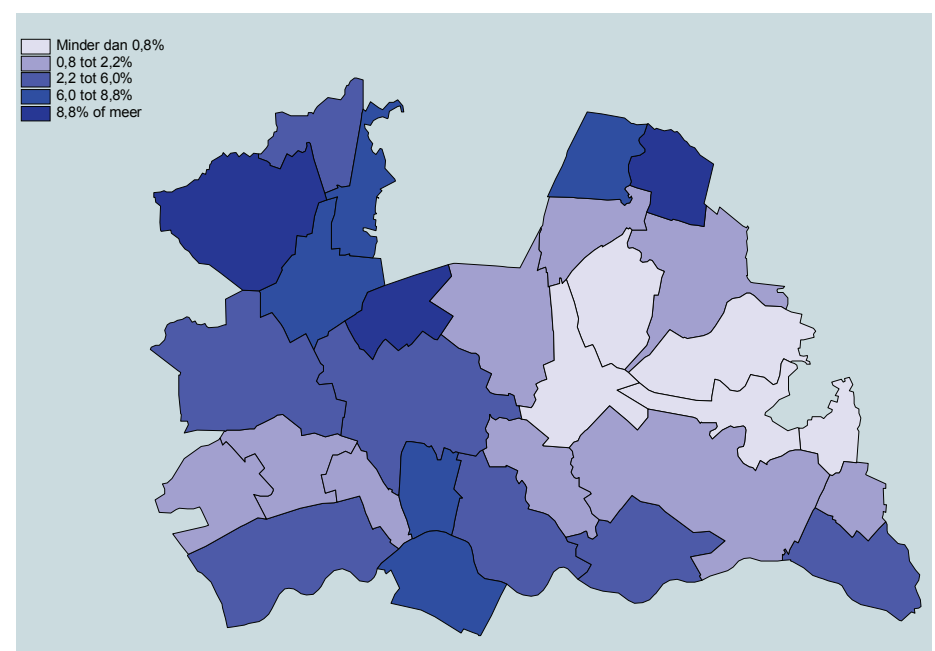 Minder dan 0,8%
0,8 tot 2,2%
2,2 tot 6,0%
6,0 tot 8,8%
8,8% of meer